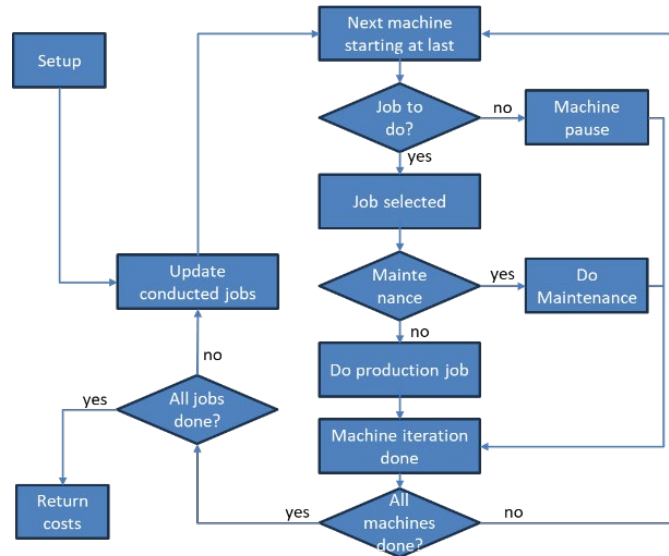 Next machine
starting at last
Setup
Job to
do?
no
Machine
pause
yes
Job selected
Update
conducted jobs
Mainte
nance
yes
Do
Maintenance
no
no
Do production job
All jobs
done?
yes
Machine iteration
done
Return
costs
yes
All
machines
done?
no